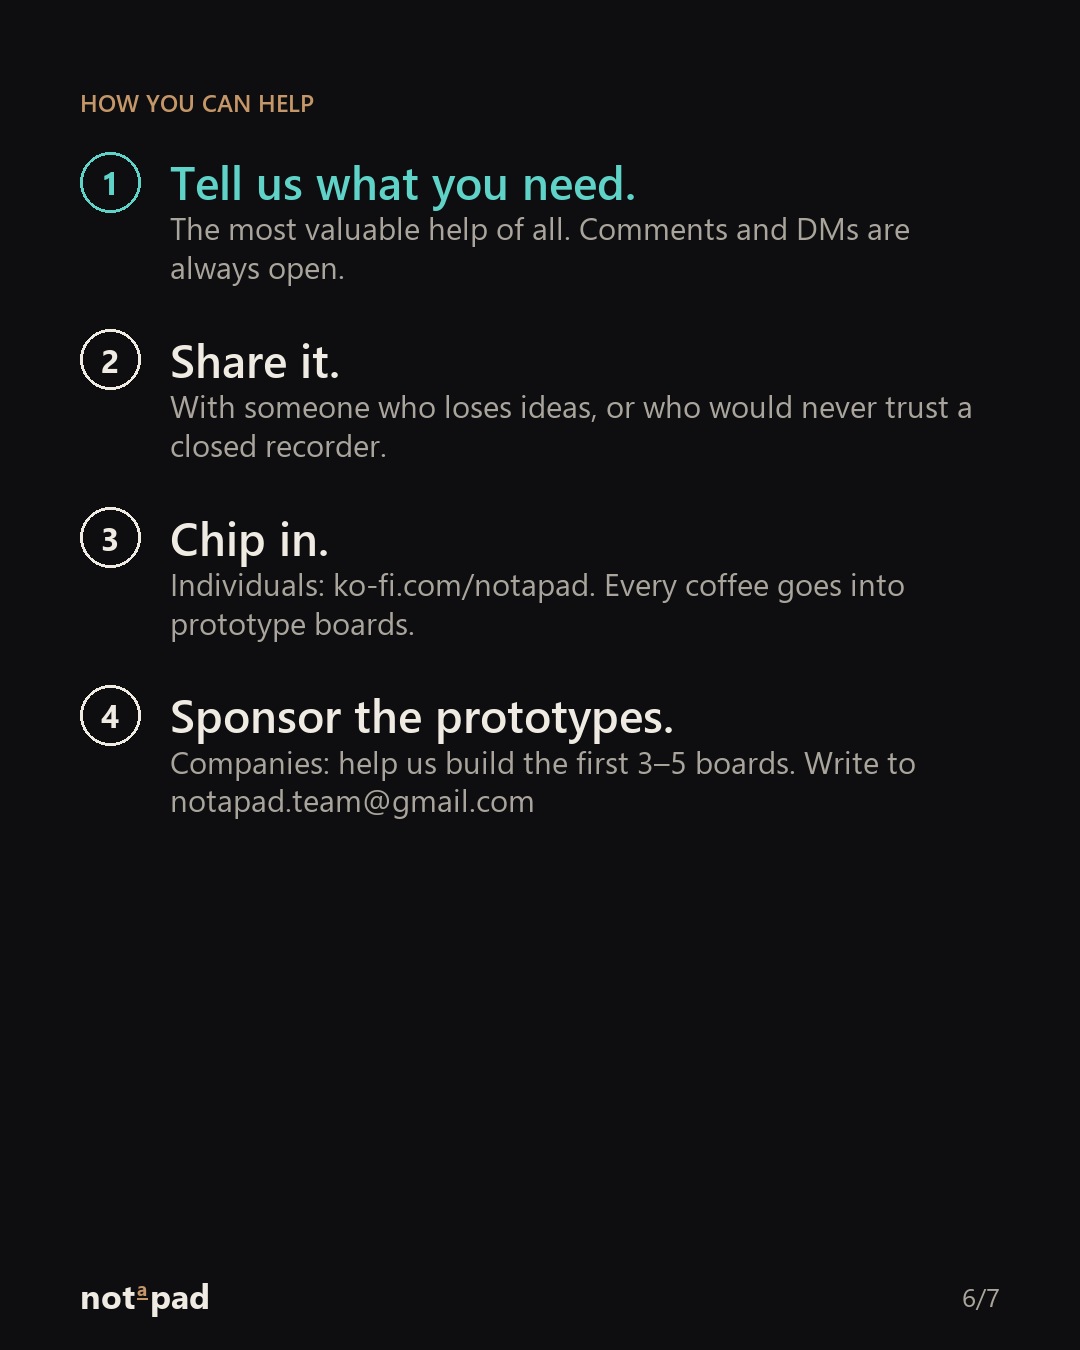 HOW YOU CAN HELP
1
Tell us what you need.
The most valuable help of all. Comments and DMs are
always open.
2
Share it.
With someone who loses ideas, or who would never trust a
closed recorder.
3
Chip in.
Individuals: ko-fi.com/notapad. Every coffee goes into
prototype boards.
4
Sponsor the prototypes.
Companies: help us build the first 3–5 boards. Write to
notapad.team@gmail.com
notapad
6/7